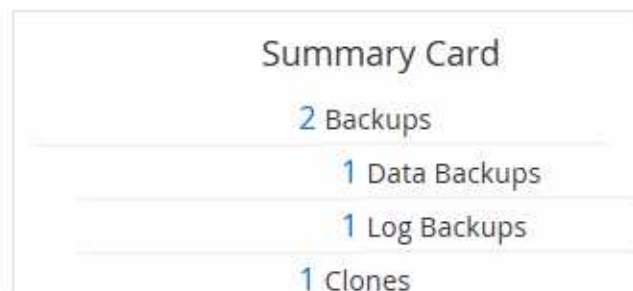 Summary Card
2 Backups
1 Data Backups
1 Log Backups
1 Clones